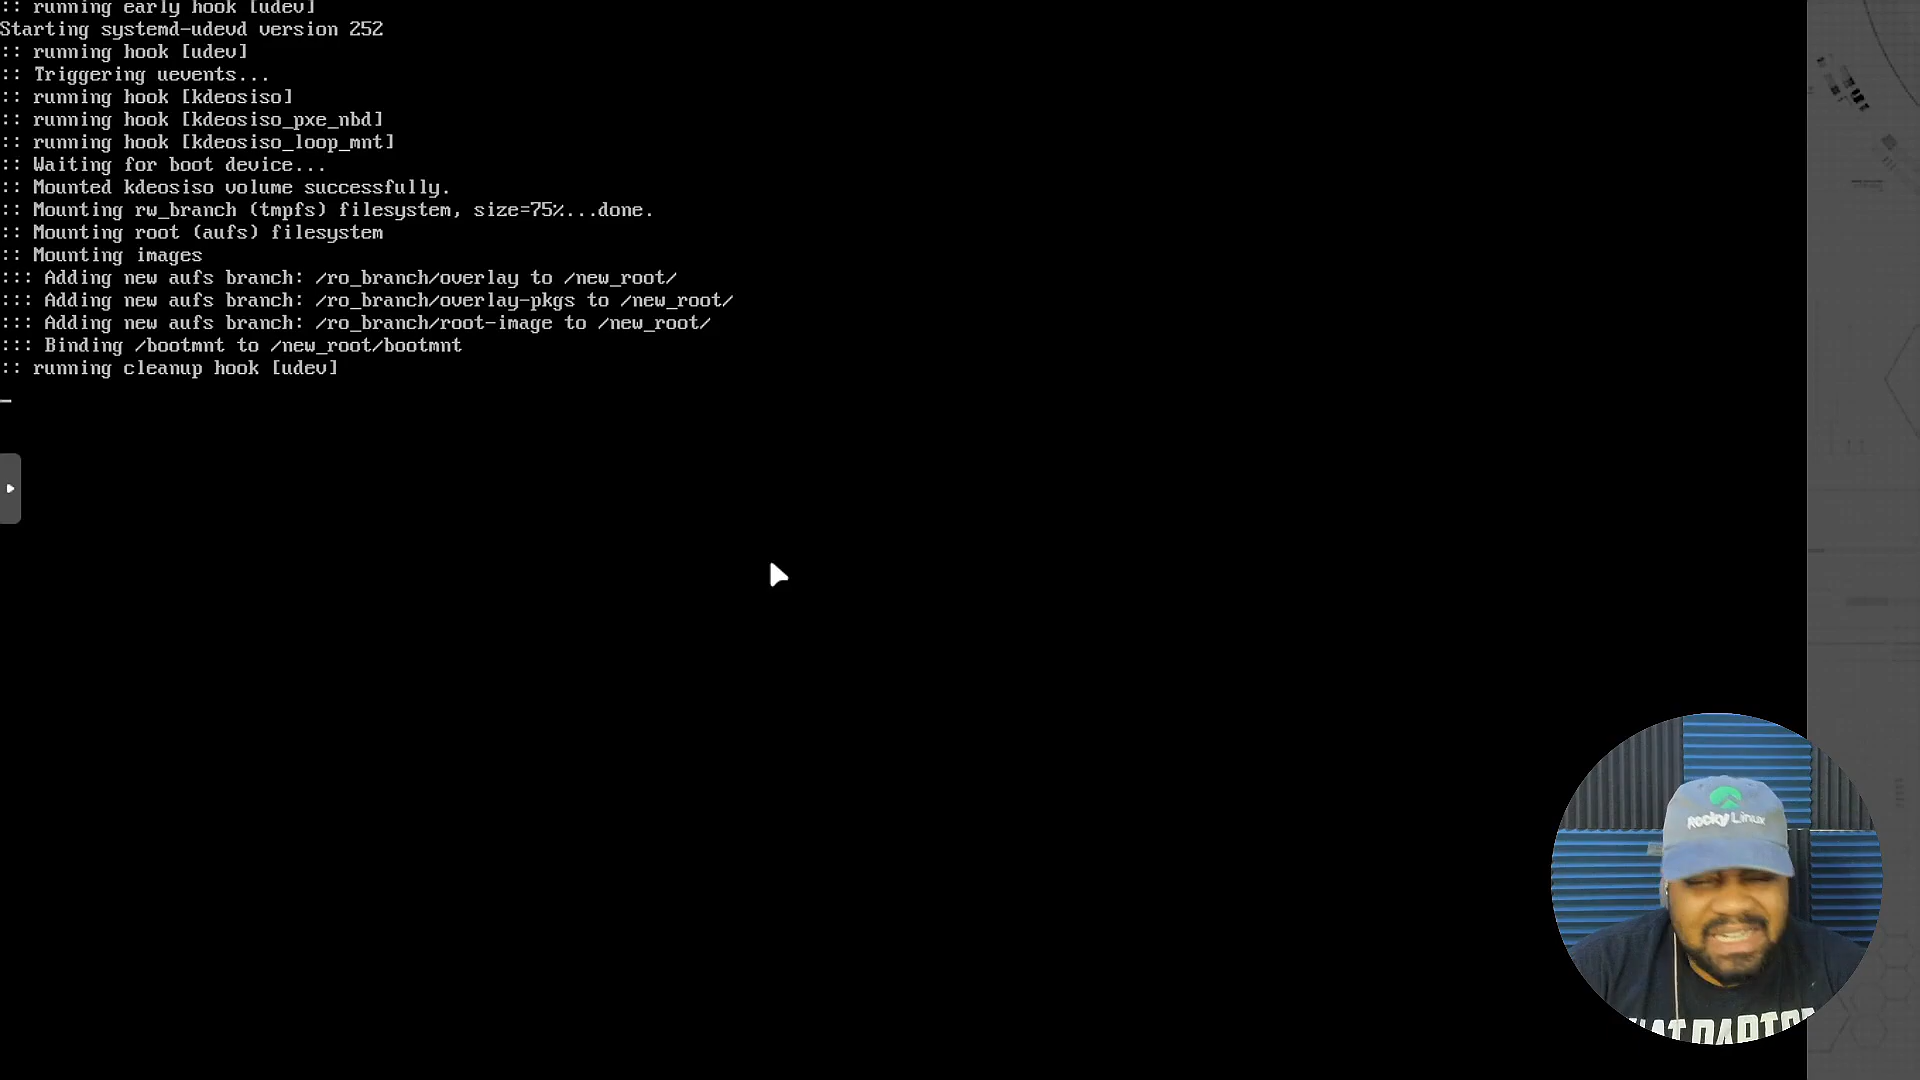 :: running early hook [udev]
Starting systemd-udevd version 252
:: running hook [udev]
:: Triggering uevents...
:: running hook [kdeosiso]
:: running hook [kdeosiso_pxe_nbd]
:: running hook [kdeosiso_loop_mnt]
:: Waiting for boot device...
:: Mounted kdeosiso volume successfully.
:: Mounting rw_branch (tmpfs) filesystem, size=75%...done.
:: Mounting root (aufs) filesystem
:: Mounting images
::: Adding new aufs branch: /ro_branch/overlay to /new_root/
::: Adding new aufs branch: /ro_branch/overlay-pkgs to /new_root/
::: Adding new aufs branch: /ro_branch/root-image to /new_root/
::: Binding /bootmnt to /new_root/bootmnt
:: running cleanup hook [udev]
Rocky Linux